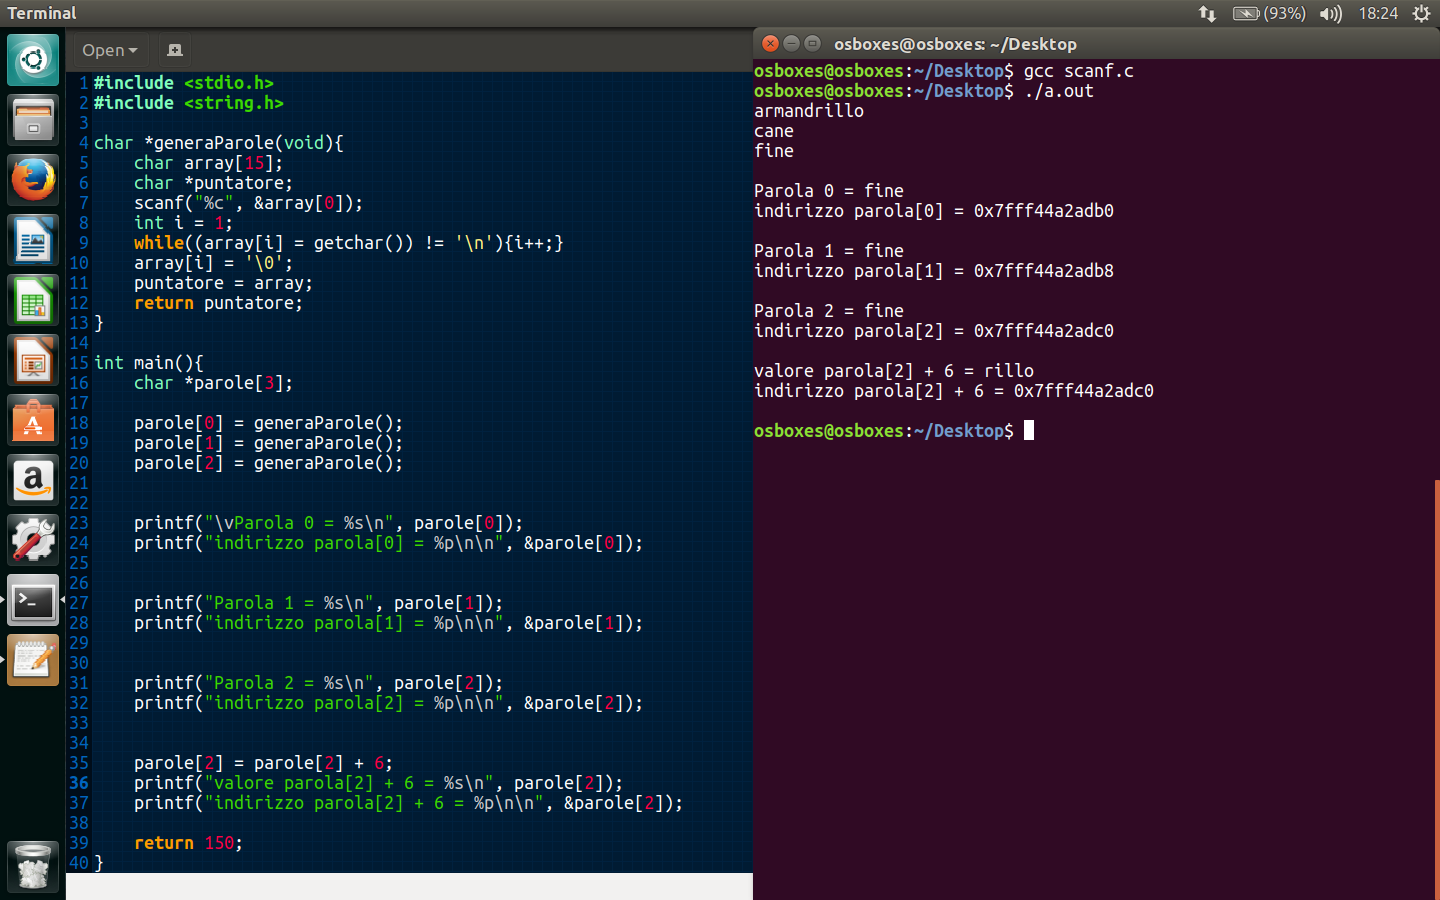 Terminal
(93%)
18:24
Open
1 #include <stdio.h>
2 #include <string.h>
3
4 char *generaParole(void){
5     char array[15];
6     char *puntatore;
7     scanf("%c", &array[0]);
8     int i = 1;
9     while((array[i] = getchar()) != '\n'){i++;}
10     array[i] = '\0';
11     puntatore = array;
12     return puntatore;
13 }
14
15 int main(){
16     char *parole[3];
17
18     parole[0] = generaParole();
19     parole[1] = generaParole();
20     parole[2] = generaParole();
21
22
23     printf("\vParola 0 = %s\n", parole[0]);
24     printf("indirizzo parola[0] = %p\n\n", &parole[0]);
25
26
27     printf("Parola 1 = %s\n", parole[1]);
28     printf("indirizzo parola[1] = %p\n\n", &parole[1]);
29
30
31     printf("Parola 2 = %s\n", parole[2]);
32     printf("indirizzo parola[2] = %p\n\n", &parole[2]);
33
34
35     parole[2] = parole[2] + 6;
36     printf("valore parola[2] + 6 = %s\n", parole[2]);
37     printf("indirizzo parola[2] + 6 = %p\n\n", &parole[2]);
38
39     return 150;
40 }
osboxes@osboxes: ~/Desktop
osboxes@osboxes:~/Desktop$ gcc scanf.c
osboxes@osboxes:~/Desktop$ ./a.out
armandrillo
cane
fine
Parola 0 = fine
indirizzo parola[0] = 0x7fff44a2adb0
Parola 1 = fine
indirizzo parola[1] = 0x7fff44a2adb8
Parola 2 = fine
indirizzo parola[2] = 0x7fff44a2adc0
valore parola[2] + 6 = rillo
indirizzo parola[2] + 6 = 0x7fff44a2adc0
osboxes@osboxes:~/Desktop$